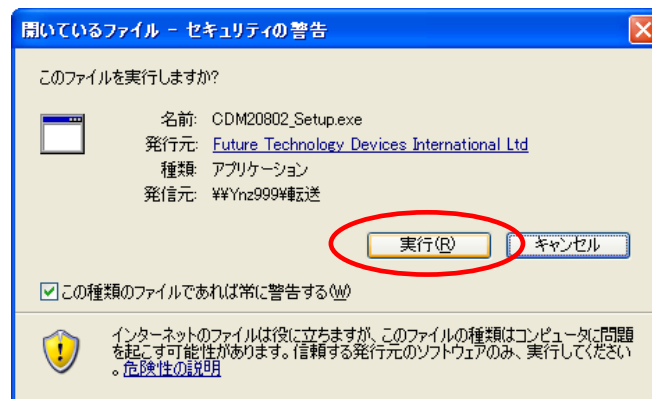 開いているファイル - セキュリティの警告
このファイルを実行しますか?
名前: CDM20802_Setup.exe
発行元: Future Technology Devices International Ltd
種類: アプリケーション
発信元: ¥¥Ynz999¥転送
実行(R) キャンセル
この種類のファイルであれば常に警告する(W)
インターネットのファイルは役に立ちますが、このファイルの種類はコンピュータに問題
を起こす可能性があります。信頼する発行元のソフトウェアのみ、実行してください
。危険性の説明